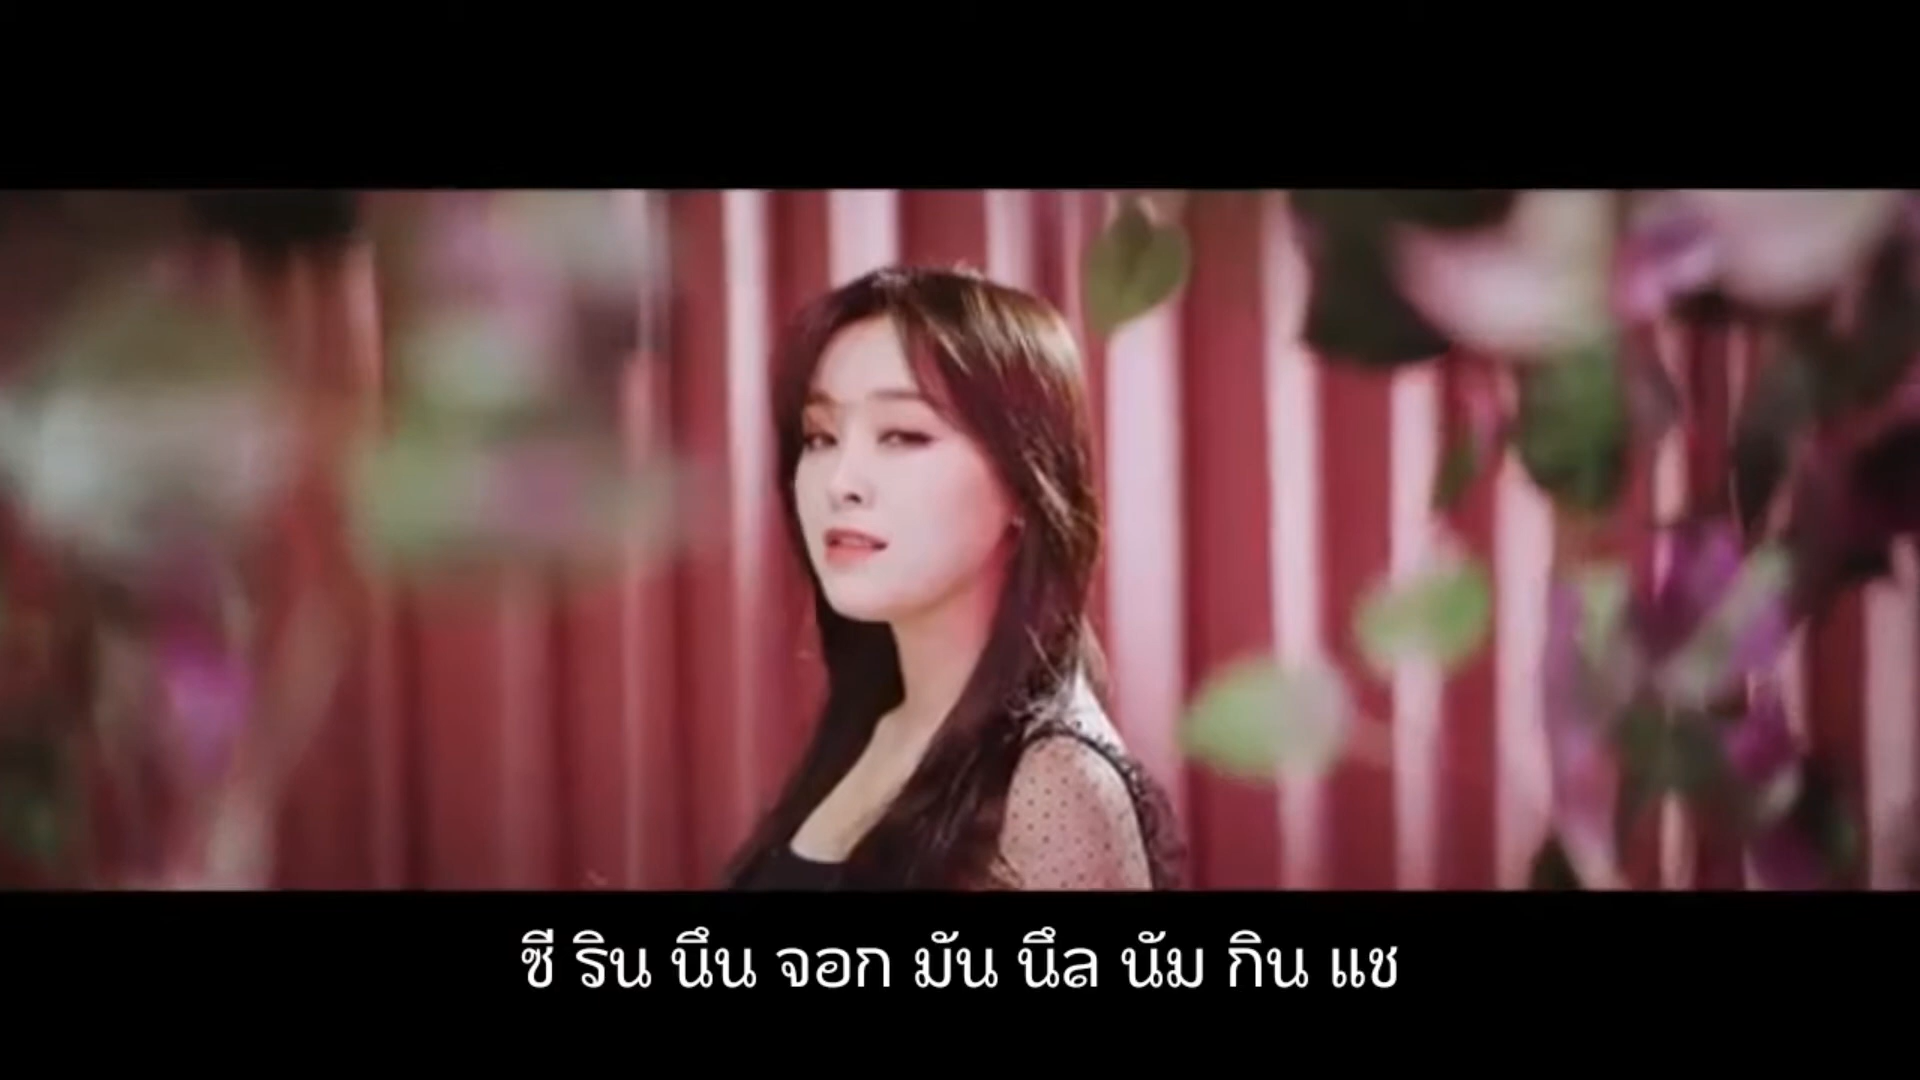 ซี ริน นึน จอก มัน นึล นัม กิน แช